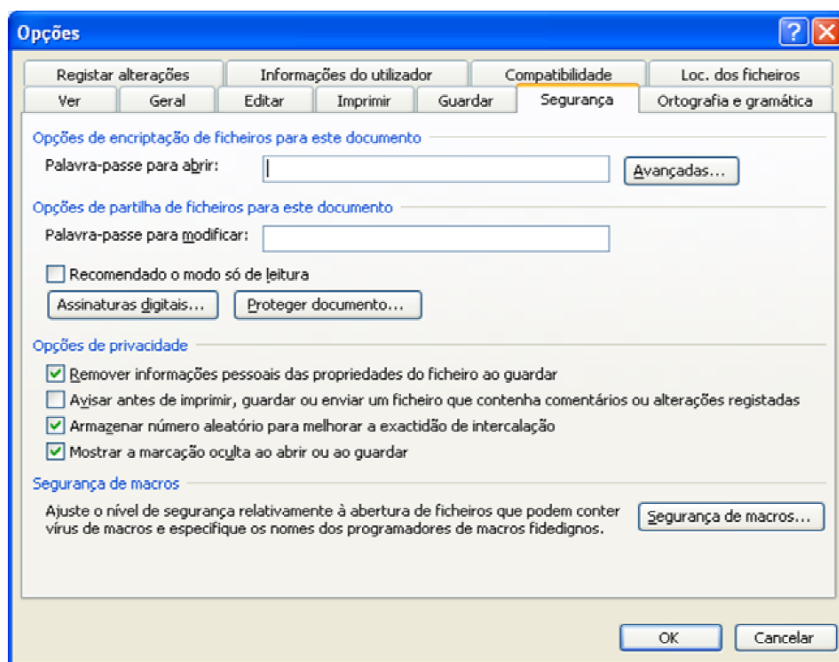 Opções
Registar alterações Informações do utilizador Compatibilidade Loc. dos ficheiros
Ver Geral Editar Imprimir Guardar Segurança Ortografia e gramática
Opções de encriptação de ficheiros para este documento
Palavra-passe para abrir: Avançadas...
Opções de partilha de ficheiros para este documento
Palavra-passe para modificar:
Recomendado o modo só de leitura
Assinaturas digitais... Proteger documento...
Opções de privacidade
Remover informações pessoais das propriedades do ficheiro ao guardar
Avisar antes de imprimir, guardar ou enviar um ficheiro que contenha comentários ou alterações registadas
Armazenar número aleatório para melhorar a exactidão de intercalação
Mostrar a marcação oculta ao abrir ou ao guardar
Segurança de macros
Ajuste o nível de segurança relativamente à abertura de ficheiros que podem conter
vírus de macros e especifique os nomes dos programadores de macros fidedignos. Segurança de macros...
OK Cancelar